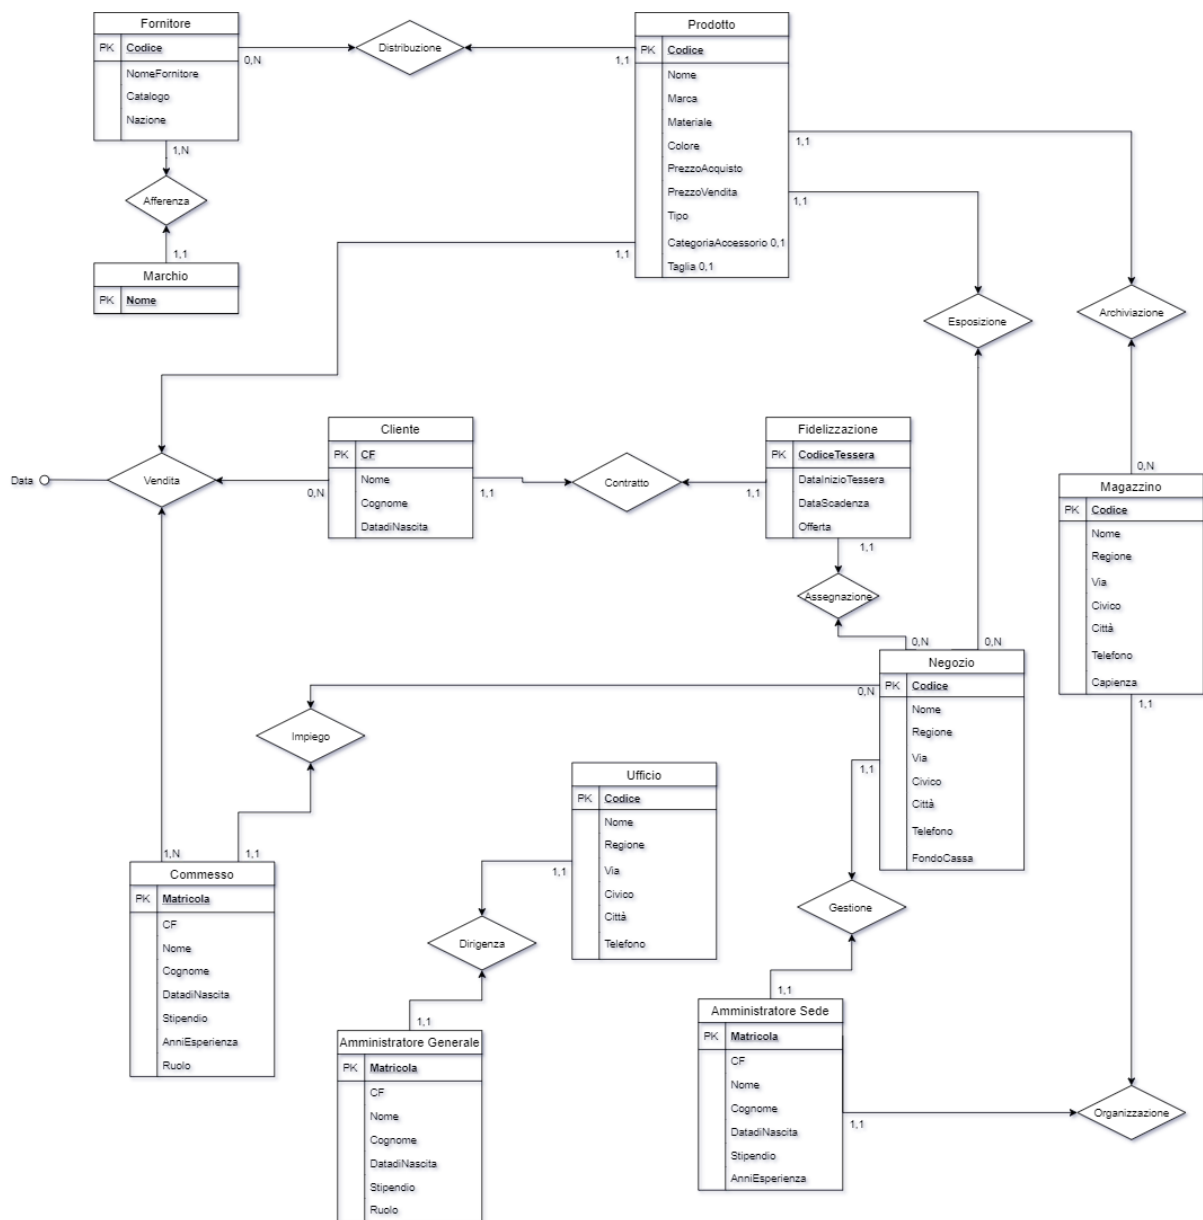 Fornitore
PK Codice
NomeFornitore
Catalogo
Nazione
0,N
Distribuzione
1,1
Prodotto
PK Codice
Nome
Marca
Materiale
Colore
PrezzoAcquisto
PrezzoVendita
Tipo
CategoriaAccessorio 0,1
Taglia 0,1
1,1
1,1
1,1
1,N
Afferenza
1,1
Marchio
PK Nome
Esposizione
Archiviazione
Data
Vendita
0,N
Cliente
PK CF
Nome
Cognome
DatadiNascita
1,1
Contratto
1,1
Fidelizzazione
PK CodiceTessera
DataInizioTessera
DataScadenza
Offerta
1,1
Assegnazione
0,N
0,N
0,N
Magazzino
PK Codice
Nome
Regione
Via
Civico
Città
Telefono
Capienza
1,1
Negozio
PK Codice
Nome
Regione
Via
Civico
Città
Telefono
FondoCassa
0,N
1,1
Impiego
1,N
1,1
Commesso
PK Matricola
CF
Nome
Cognome
DatadiNascita
Stipendio
AnniEsperienza
Ruolo
Ufficio
PK Codice
Nome
Regione
Via
Civico
Città
Telefono
1,1
Dirigenza
1,1
Amministratore Generale
PK Matricola
CF
Nome
Cognome
DatadiNascita
Stipendio
Ruolo
Gestione
1,1
Amministratore Sede
PK Matricola
CF
Nome
Cognome
DatadiNascita
Stipendio
AnniEsperienza
1,1
Organizzazione